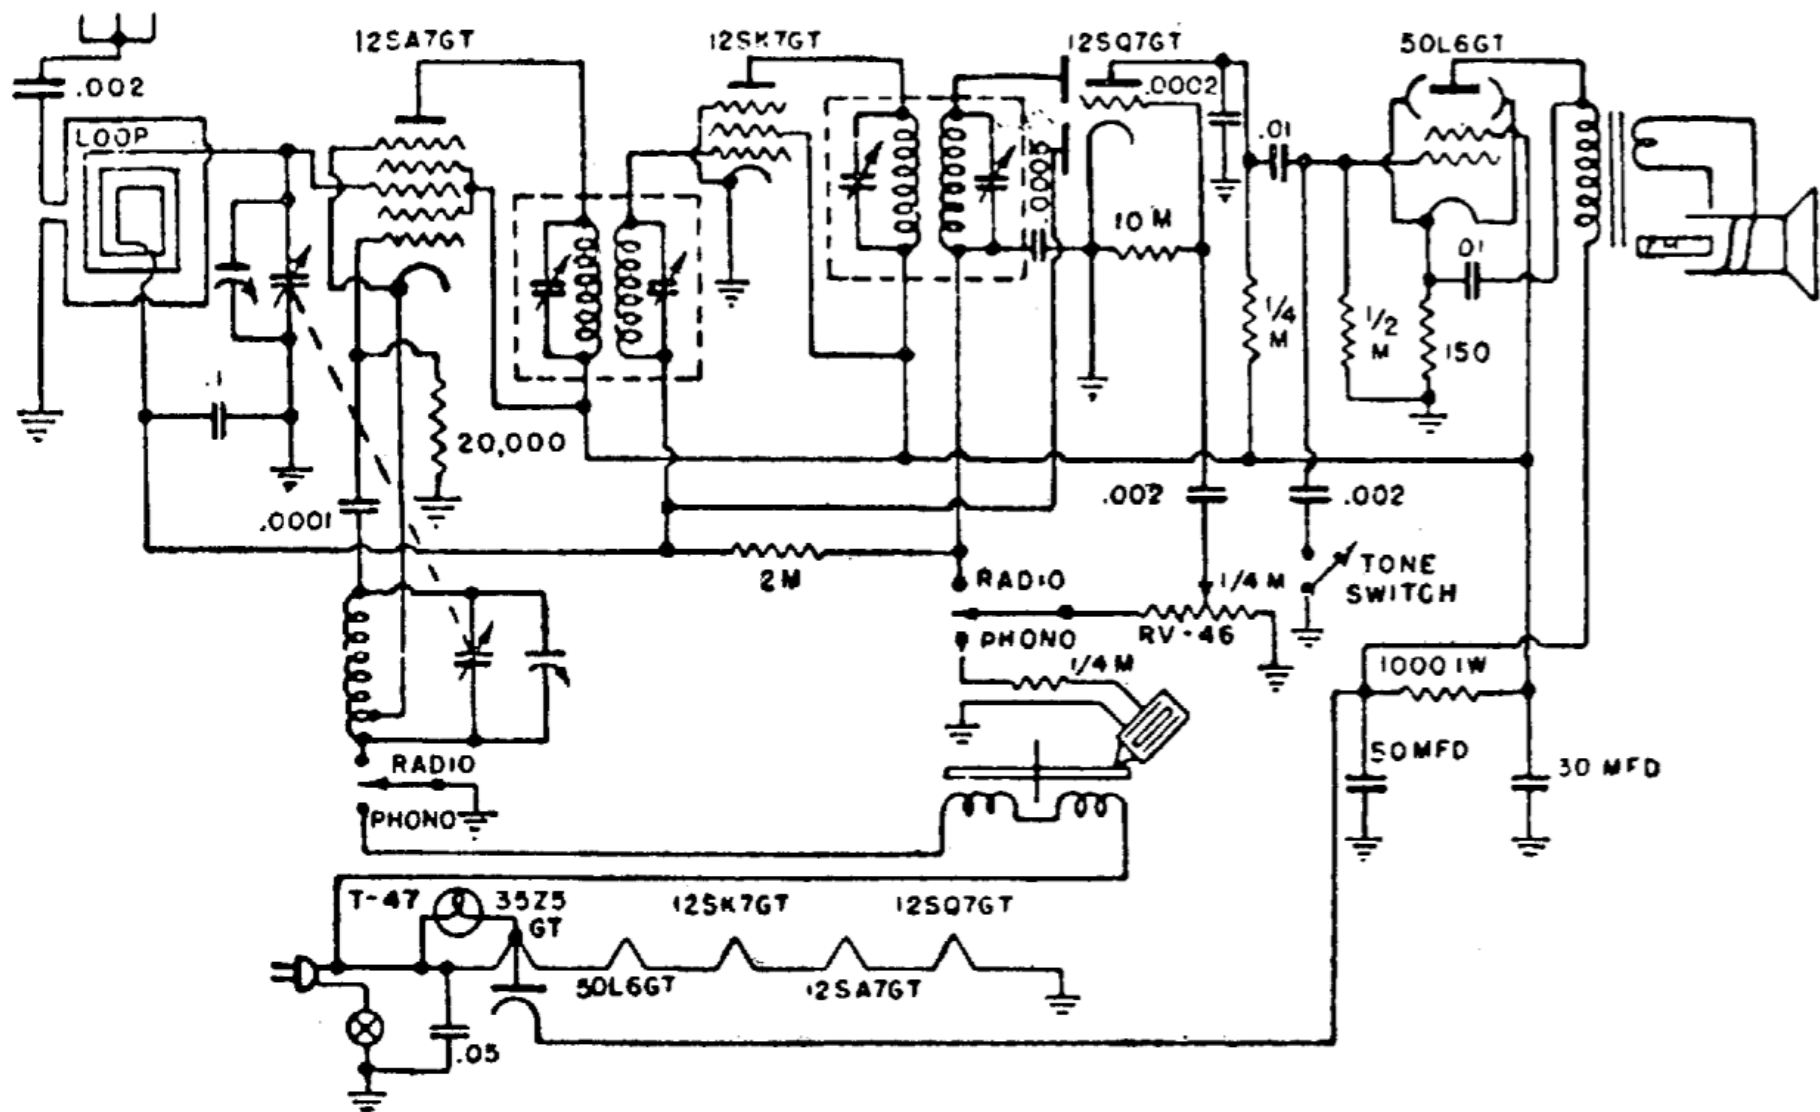 12SA7GT
12SK7GT
12SQ7GT
50L6GT
.002
LOOP
.0002
.01
.0005
10 M
.01
1/4
M
1/2
M
150
.1
20,000
.0001
.002
.002
2M
RADIO
1/4 M
TONE
SWITCH
RV-46
PHONO
1/4 M
1000 1W
RADIO
50 MFD
30 MFD
PHONO
T-47
35Z5
GT
12SK7GT
12SQ7GT
50L6GT
12SA7GT
.05